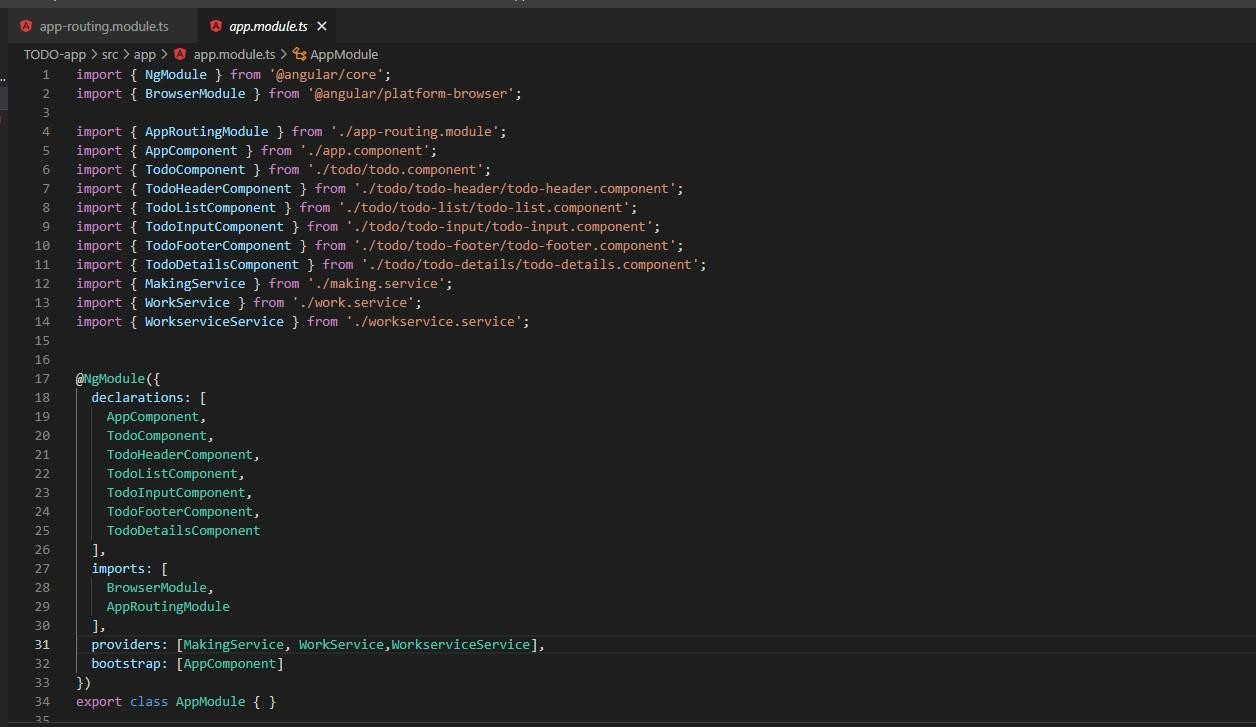 app-routing.module.ts
app.module.ts
TODO-app > src > app > app.module.ts > AppModule
1 import { NgModule } from '@angular/core';
2 import { BrowserModule } from '@angular/platform-browser';
3
4 import { AppRoutingModule } from './app-routing.module';
5 import { AppComponent } from './app.component';
6 import { TodoComponent } from './todo/todo.component';
7 import { TodoHeaderComponent } from './todo/todo-header/todo-header.component';
8 import { TodoListComponent } from './todo/todo-list/todo-list.component';
9 import { TodoInputComponent } from './todo/todo-input/todo-input.component';
10 import { TodoFooterComponent } from './todo/todo-footer/todo-footer.component';
11 import { TodoDetailsComponent } from './todo/todo-details/todo-details.component';
12 import { MakingService } from './making.service';
13 import { WorkService } from './work.service';
14 import { WorkserviceService } from './workservice.service';
15
16
17 @NgModule({
18   declarations: [
19     AppComponent,
20     TodoComponent,
21     TodoHeaderComponent,
22     TodoListComponent,
23     TodoInputComponent,
24     TodoFooterComponent,
25     TodoDetailsComponent
26   ],
27   imports: [
28     BrowserModule,
29     AppRoutingModule
30   ],
31   providers: [MakingService, WorkService,WorkserviceService],
32   bootstrap: [AppComponent]
33 })
34 export class AppModule { }
35